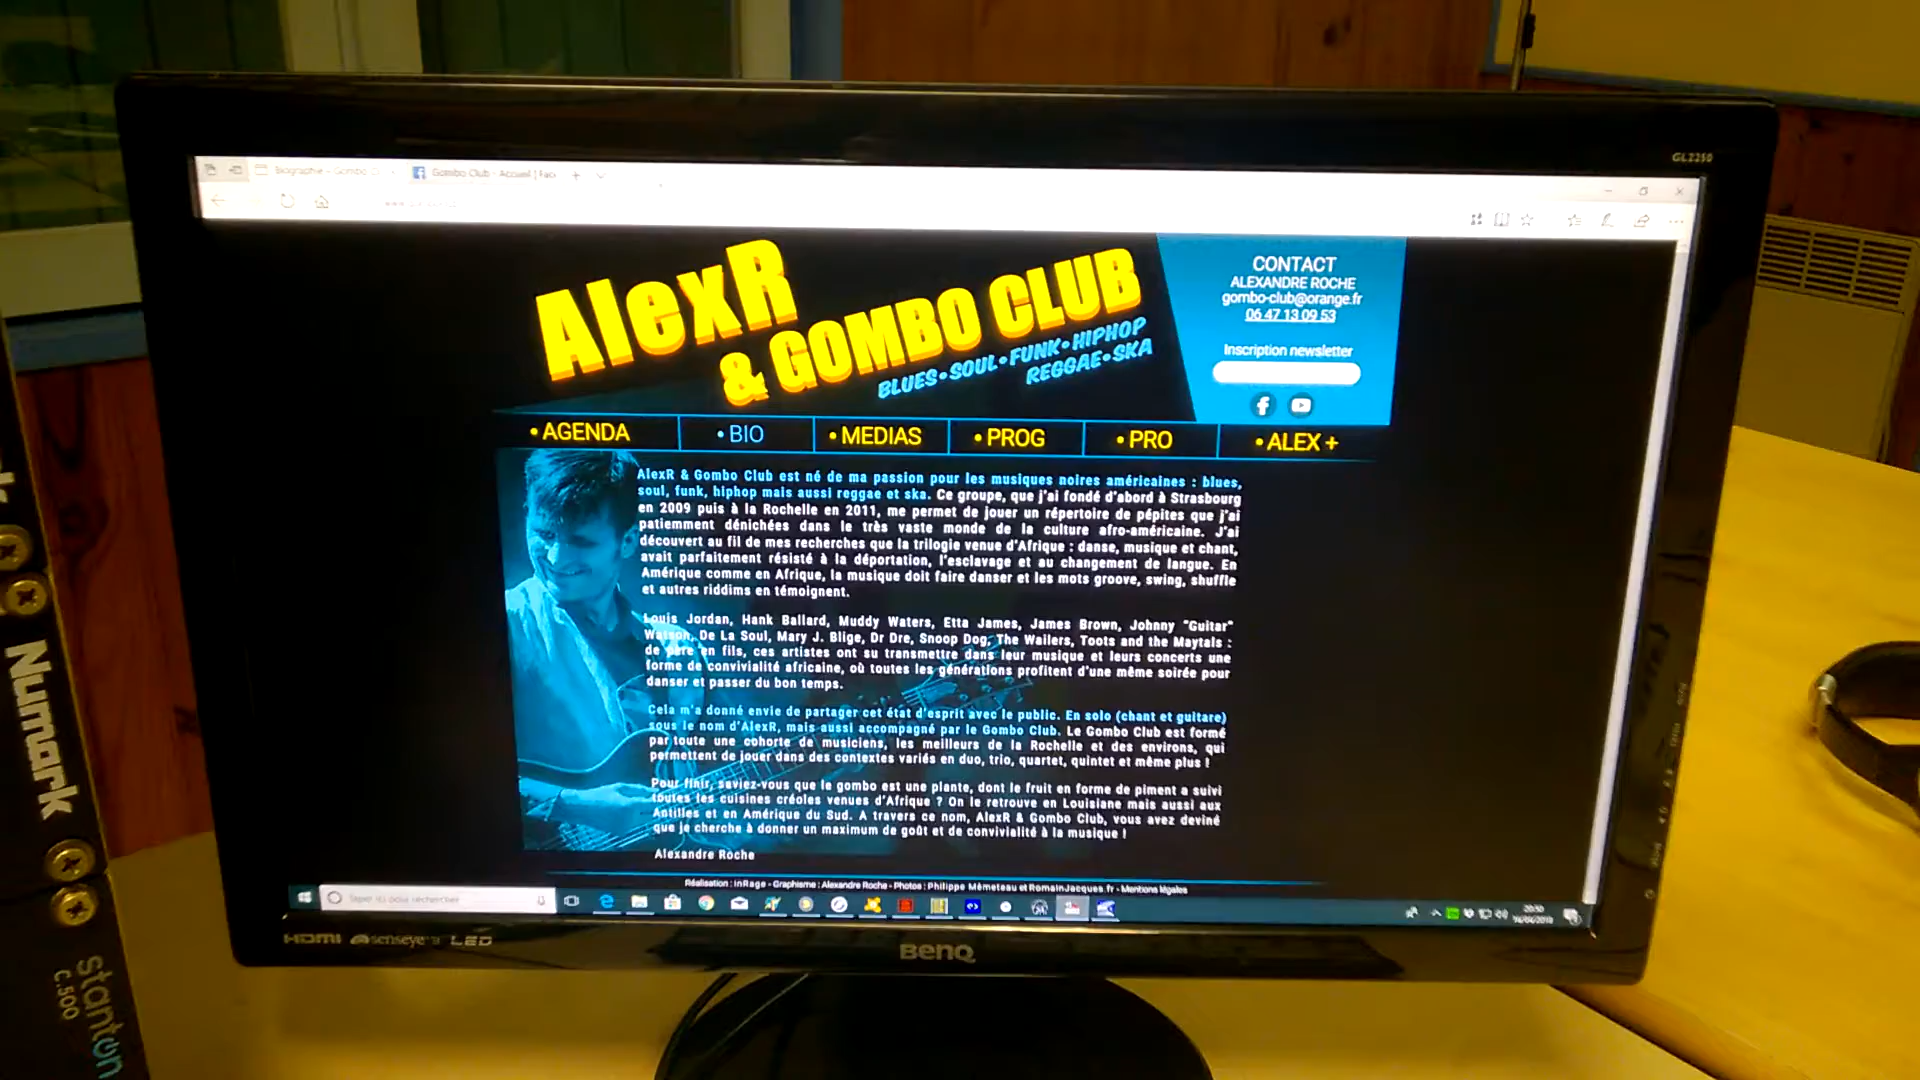 GL2250
Biographie - Gombo C
Gombo Club - Accueil | Face
AlexR
& GOMBO CLUB
BLUES • SOUL • FUNK • HIPHOP
REGGAE • SKA
CONTACT
ALEXANDRE ROCHE
gombo-club@orange.fr
06 47 13 09 53
Inscription newsletter
• AGENDA
• BIO
• MEDIAS
• PROG
• PRO
• ALEX +
AlexR & Gombo Club est né de ma passion pour les musiques noires américaines : blues,
soul, funk, hiphop mais aussi reggae et ska. Ce groupe, que j'ai fondé d'abord à Strasbourg
en 2009 puis à la Rochelle en 2011, me permet de jouer un répertoire de pépites que j'ai
patiemment dénichées dans le très vaste monde de la culture afro-américaine. J'ai
découvert au fil de mes recherches que la trilogie venue d'Afrique : danse, musique et chant,
avait parfaitement résisté à la déportation, l'esclavage et au changement de langue. En
Amérique comme en Afrique, la musique doit faire danser et les mots groove, swing, shuffle
et autres riddims en témoignent.
Louis Jordan, Hank Ballard, Muddy Waters, Etta James, James Brown, Johnny "Guitar"
Watson, De La Soul, Mary J. Blige, Dr Dre, Snoop Dog, The Wailers, Toots and the Maytals :
de père en fils, ces artistes ont su transmettre dans leur musique et leurs concerts une
forme de convivialité africaine, où toutes les générations profitent d'une même soirée pour
danser et passer du bon temps.
Cela m'a donné envie de partager cet état d'esprit avec le public. En solo (chant et guitare)
sous le nom d'AlexR, mais aussi accompagné par le Gombo Club. Le Gombo Club est formé
par toute une cohorte de musiciens, les meilleurs de la Rochelle et des environs, qui
permettent de jouer dans des contextes variés en duo, trio, quartet, quintet et même plus !
Pour finir, saviez-vous que le gombo est une plante, dont le fruit en forme de piment a suivi
toutes les cuisines créoles venues d'Afrique ? On le retrouve en Louisiane mais aussi aux
Antilles et en Amérique du Sud. A travers ce nom, AlexR & Gombo Club, vous avez deviné
que je cherche à donner un maximum de goût et de convivialité à la musique !
Alexandre Roche
Réalisation : InRage - Graphisme : Alexandre Roche - Photos : Philippe Mémeteau et RomainJacques.fr - Mentions légales
Taper ici pour rechercher
HDMI senseye 3 LED
BenQ
Numark
stanton
C.500